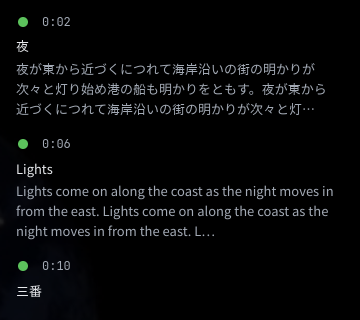 0:02
夜
夜が東から近づくにつれて海岸沿いの街の明かりが
次々と灯り始め港の船も明かりをともす。夜が東から
近づくにつれて海岸沿いの街の明かりが次々と灯…
0:06
Lights
Lights come on along the coast as the night moves in
from the east. Lights come on along the coast as the
night moves in from the east. L…
0:10
三番